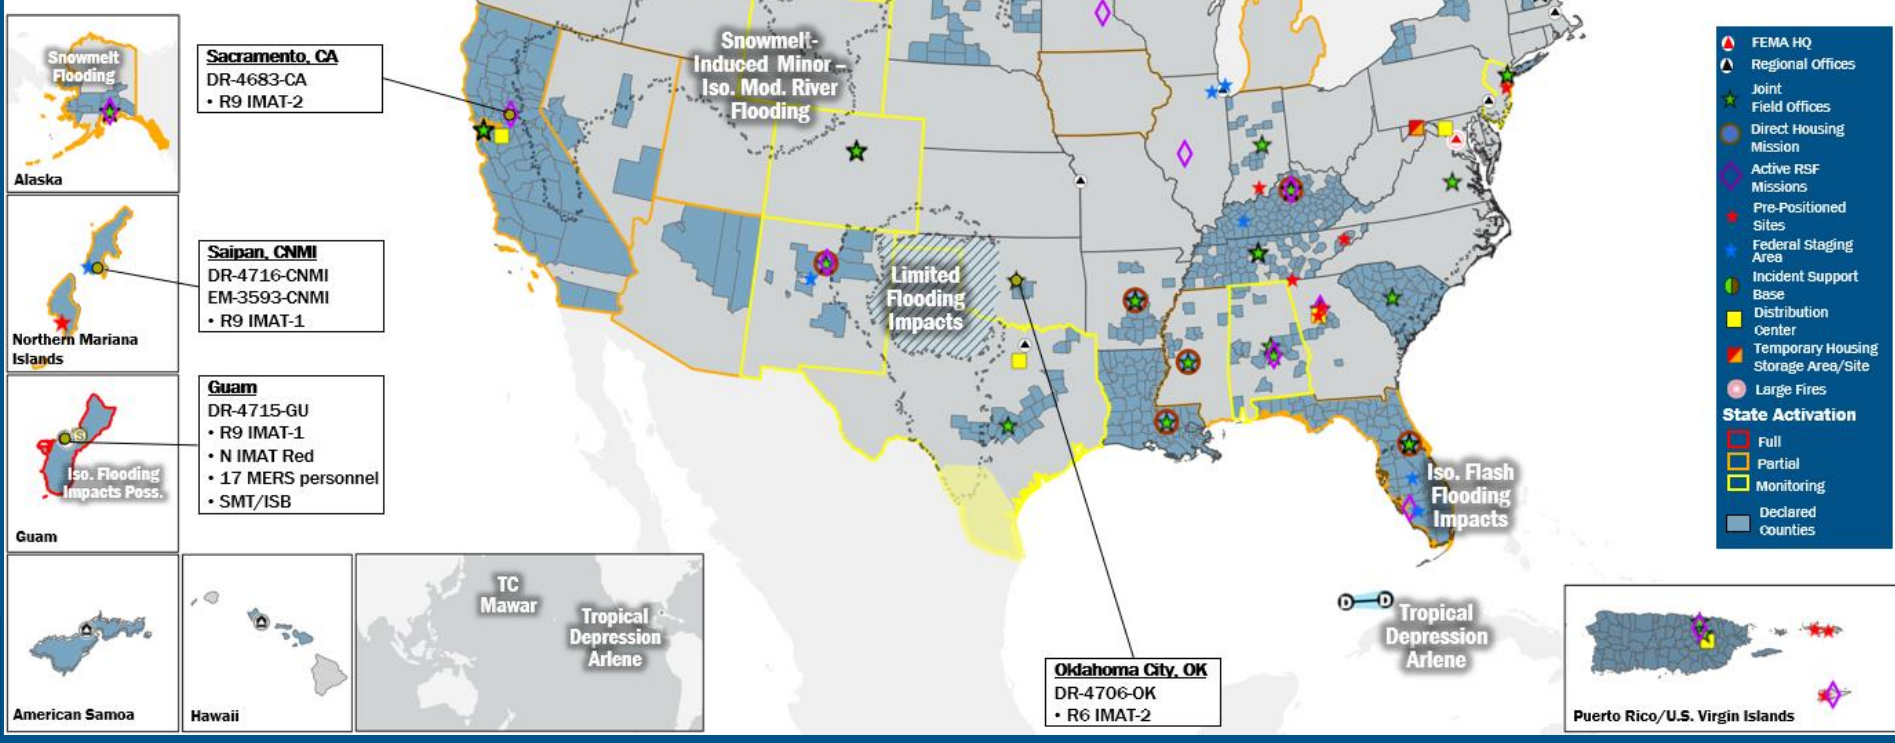 Snowmelt
Flooding
Alaska
Sacramento, CA
DR-4683-CA
• R9 IMAT-2
Snowmelt-
Induced Minor –
Iso. Mod. River
Flooding
Northern Mariana
Islands
Saipan, CNMI
DR-4716-CNMI
EM-3593-CNMI
• R9 IMAT-1
Limited
Flooding
Impacts
S
Iso. Flooding
Impacts Poss.
Guam
Guam
DR-4715-GU
• R9 IMAT-1
• N IMAT Red
• 17 MERS personnel
• SMT/ISB
Iso. Flash
Flooding
Impacts
American Samoa
Hawaii
TC
Mawar
Tropical
Depression
Arlene
Oklahoma City, OK
DR-4706-OK
• R6 IMAT-2
D
D
Tropical
Depression
Arlene
Puerto Rico/U.S. Virgin Islands
FEMA HQ
Regional Offices
Joint
Field Offices
Direct Housing
Mission
Active RSF
Missions
Pre-Positioned
Sites
Federal Staging
Area
Incident Support
Base
Distribution
Center
Temporary Housing
Storage Area/Site
Large Fires
State Activation
Full
Partial
Monitoring
Declared
Counties